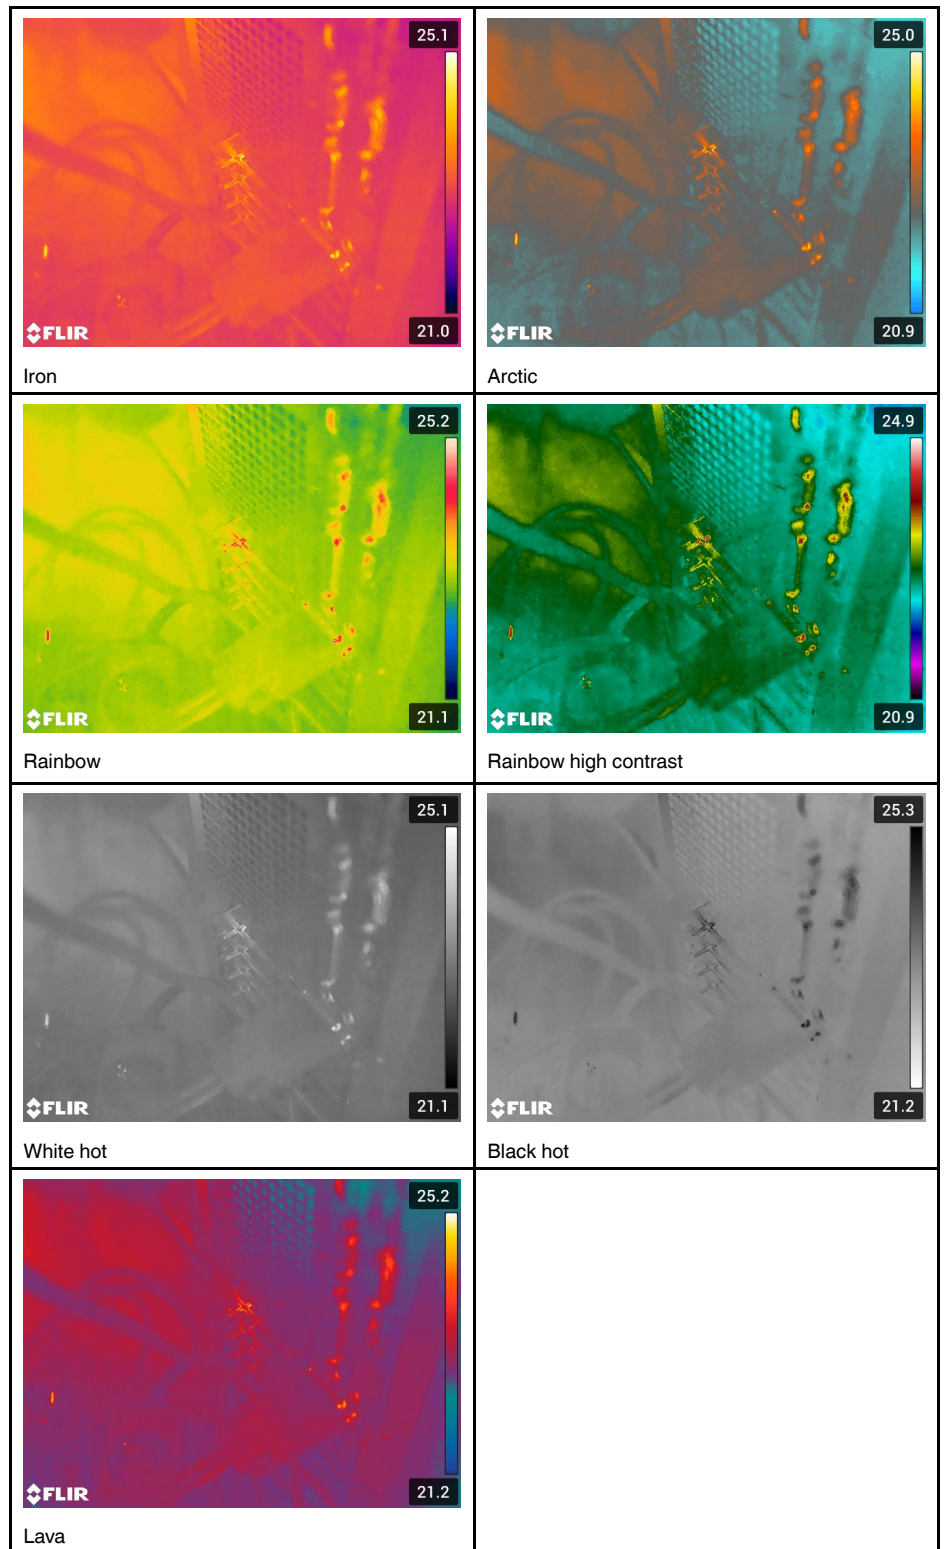 25.1
FLIR
21.0
Iron
25.0
FLIR
20.9
Arctic
25.2
FLIR
21.1
Rainbow
24.9
FLIR
20.9
Rainbow high contrast
25.1
FLIR
21.1
White hot
25.3
FLIR
21.2
Black hot
25.2
FLIR
21.2
Lava